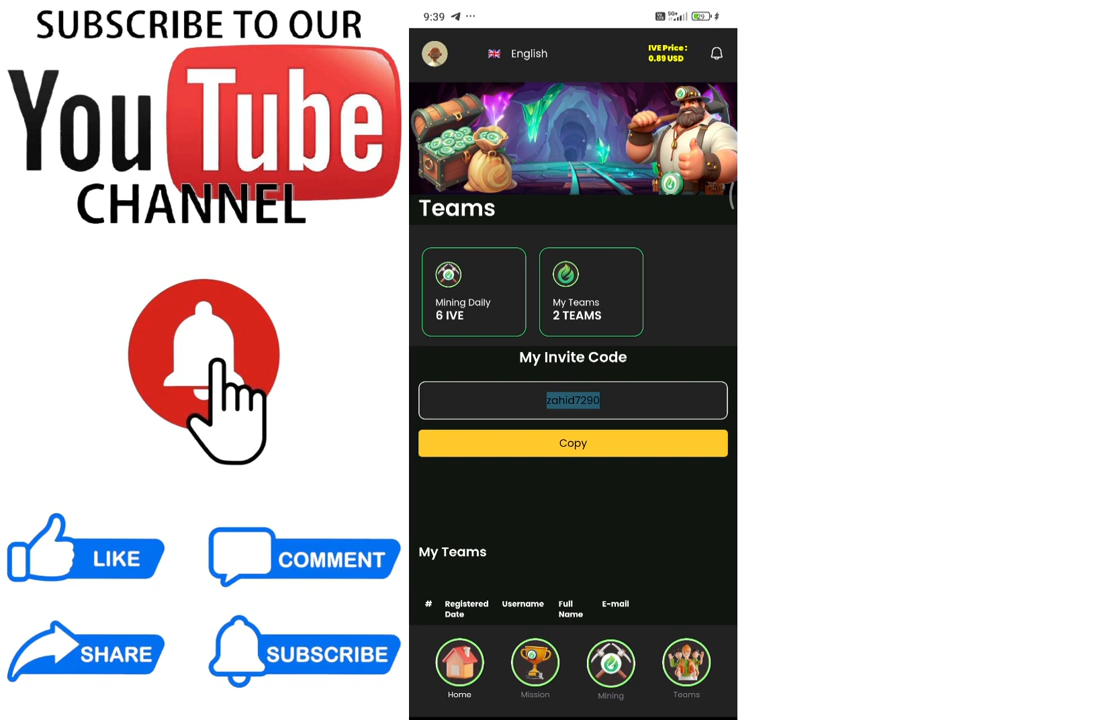 SUBSCRIBE TO OUR
YouTube
CHANNEL
LIKE
COMMENT
SHARE
SUBSCRIBE
9:39
English
IVE Price :
0.89 USD
Teams
Mining Daily
6 IVE
My Teams
2 TEAMS
My Invite Code
zahid7290
Copy
My Teams
# Registered Date Username Full Name E-mail
Home Mission Mining Teams